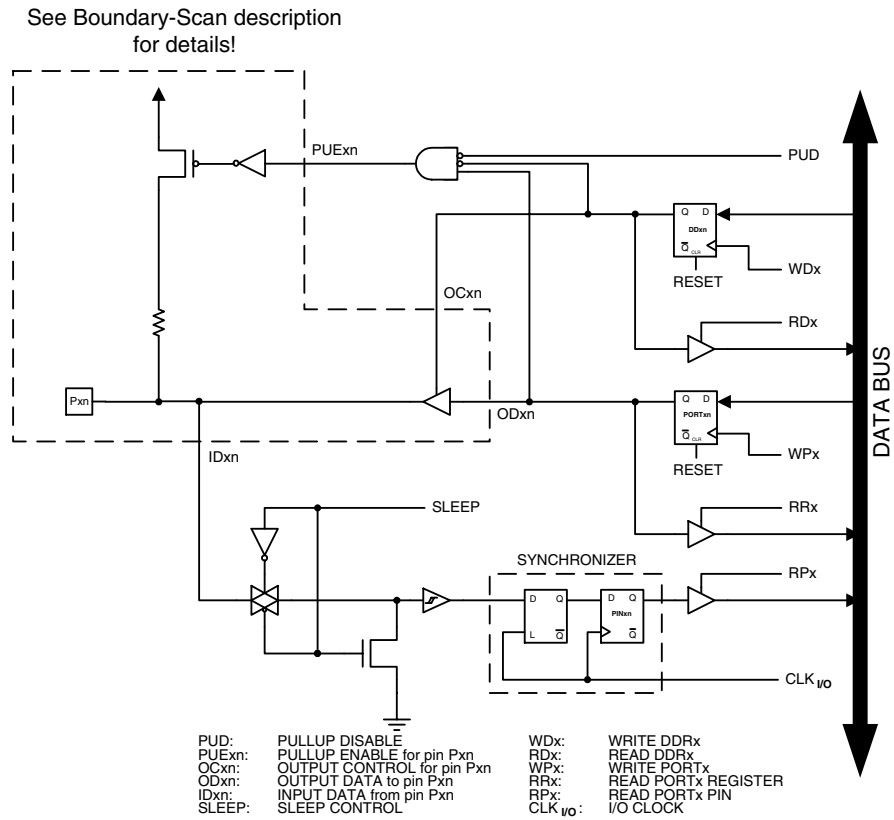 See Boundary-Scan description
for details!
PUExn
PUD
Q D
DDxn
Q CLR
WDx
RESET
OCxn
RDx
Pxn
ODxn
Q D
PORTxn
Q CLR
WPx
RESET
IDxn
SLEEP
RRx
SYNCHRONIZER
RPx
D Q
L Q
D Q
PINxn
Q
CLK I/O
DATA BUS
PUD: PULLUP DISABLE
PUExn: PULLUP ENABLE for pin Pxn
OCxn: OUTPUT CONTROL for pin Pxn
ODxn: OUTPUT DATA to pin Pxn
IDxn: INPUT DATA from pin Pxn
SLEEP: SLEEP CONTROL
WDx: WRITE DDRx
RDx: READ DDRx
WPx: WRITE PORTx
RRx: READ PORTx REGISTER
RPx: READ PORTx PIN
CLK I/O: I/O CLOCK